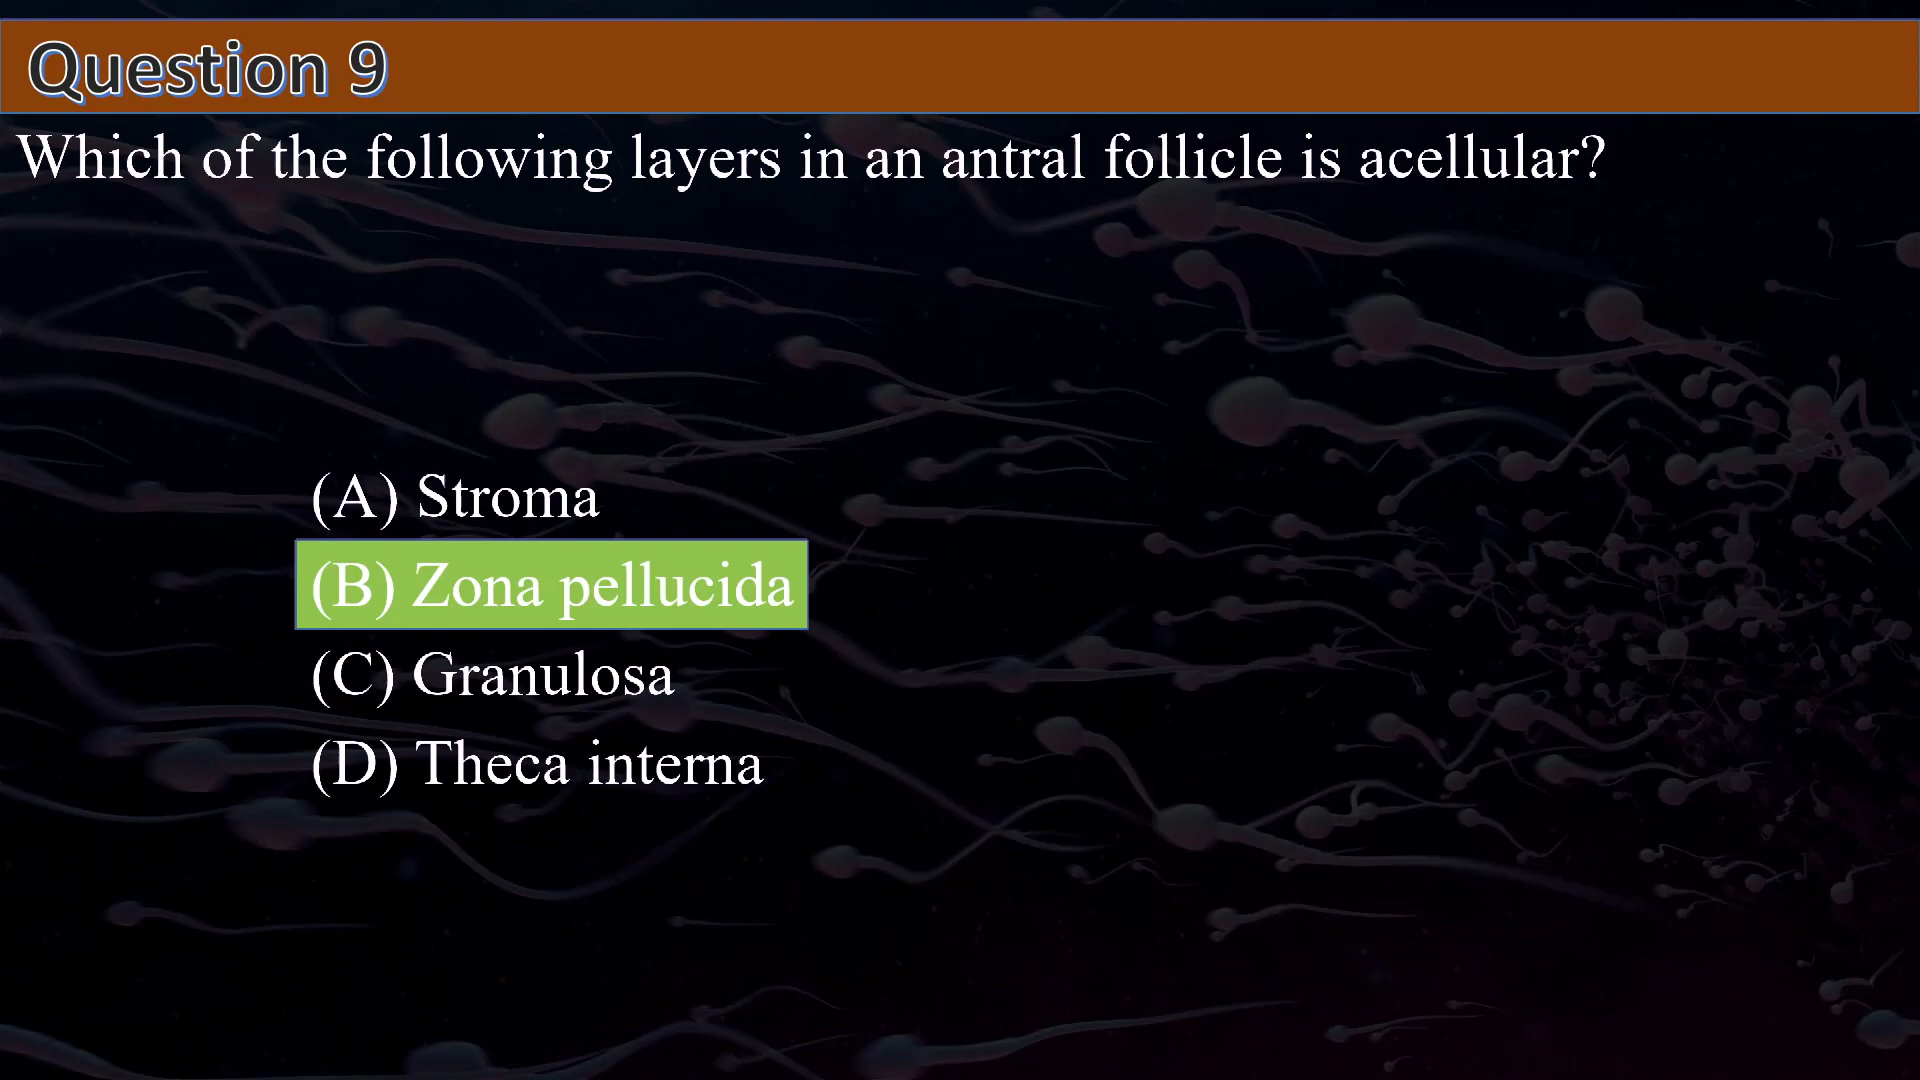 Question 9
Which of the following layers in an antral follicle is acellular?
(A) Stroma
(B) Zona pellucida
(C) Granulosa
(D) Theca interna